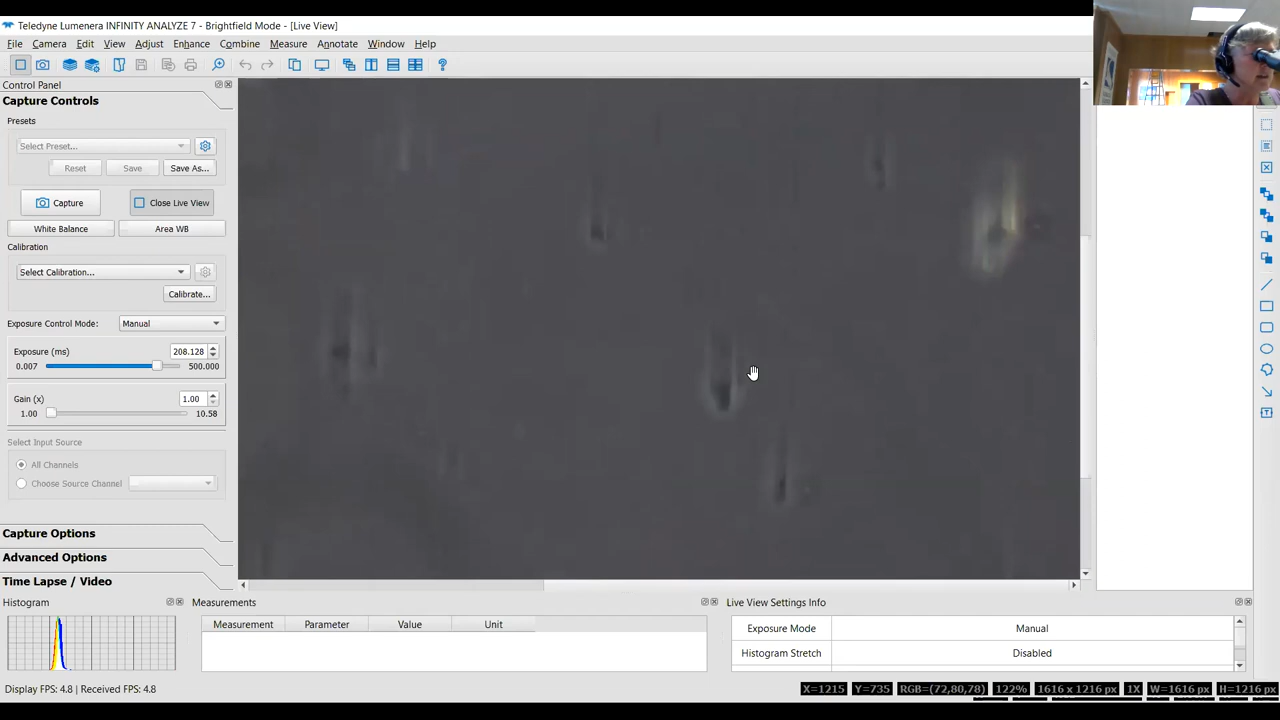 Teledyne Lumenera INFINITY ANALYZE 7 - Brightfield Mode - [Live View]
File Camera Edit View Adjust Enhance Combine Measure Annotate Window Help
Control Panel
Capture Controls
Presets
Select Preset...
Reset Save Save As...
Capture Close Live View
White Balance Area WB
Calibration
Select Calibration...
Calibrate...
Exposure Control Mode: Manual
Exposure (ms) 208.128
0.007 500.000
Gain (x) 1.00
1.00 10.58
Select Input Source
All Channels
Choose Source Channel
Capture Options
Advanced Options
Time Lapse / Video
Histogram Measurements Live View Settings Info
Measurement Parameter Value Unit
Exposure Mode Manual
Histogram Stretch Disabled
Display FPS: 4.8 | Received FPS: 4.8 X=1215 Y=735 RGB=(72,80,78) 122% 1616 x 1216 px 1X W=1616 px H=1216 px